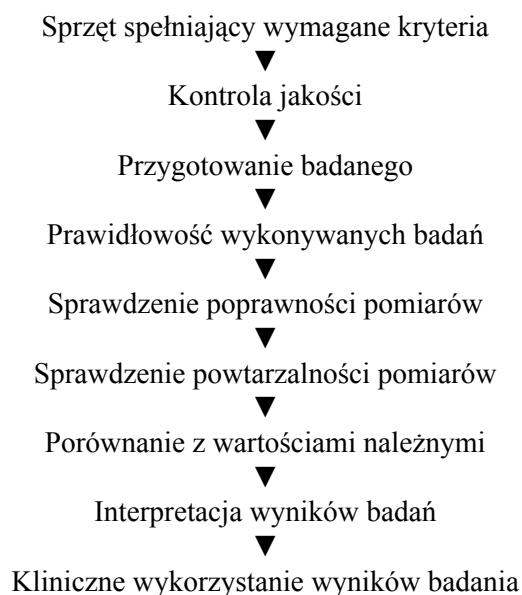 Sprzęt spełniający wymagane kryteria
▼
Kontrola jakości
▼
Przygotowanie badanego
▼
Prawidłowość wykonywanych badań
▼
Sprawdzenie poprawności pomiarów
▼
Sprawdzenie powtarzalności pomiarów
▼
Porównanie z wartościami należnymi
▼
Interpretacja wyników badań
▼
Kliniczne wykorzystanie wyników badania